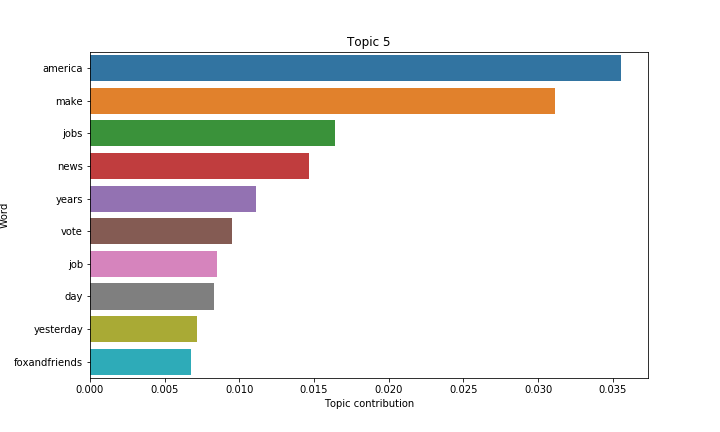 Topic 5
america
make
jobs
news
years
vote
job
day
yesterday
foxandfriends
Word
0.000 0.005 0.010 0.015 0.020 0.025 0.030 0.035
Topic contribution